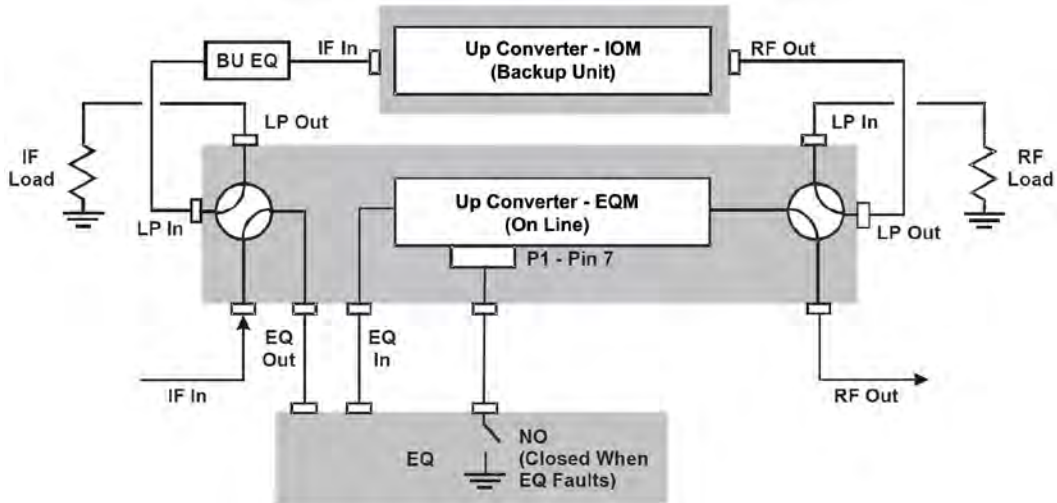 BU EQ
IF In
Up Converter - IOM
(Backup Unit)
RF Out
LP Out
LP In
IF
Load
RF
Load
LP In
Up Converter - EQM
(On Line)
P1 - Pin 7
LP Out
IF In
EQ
Out
EQ
In
RF Out
EQ
NO
(Closed When
EQ Faults)